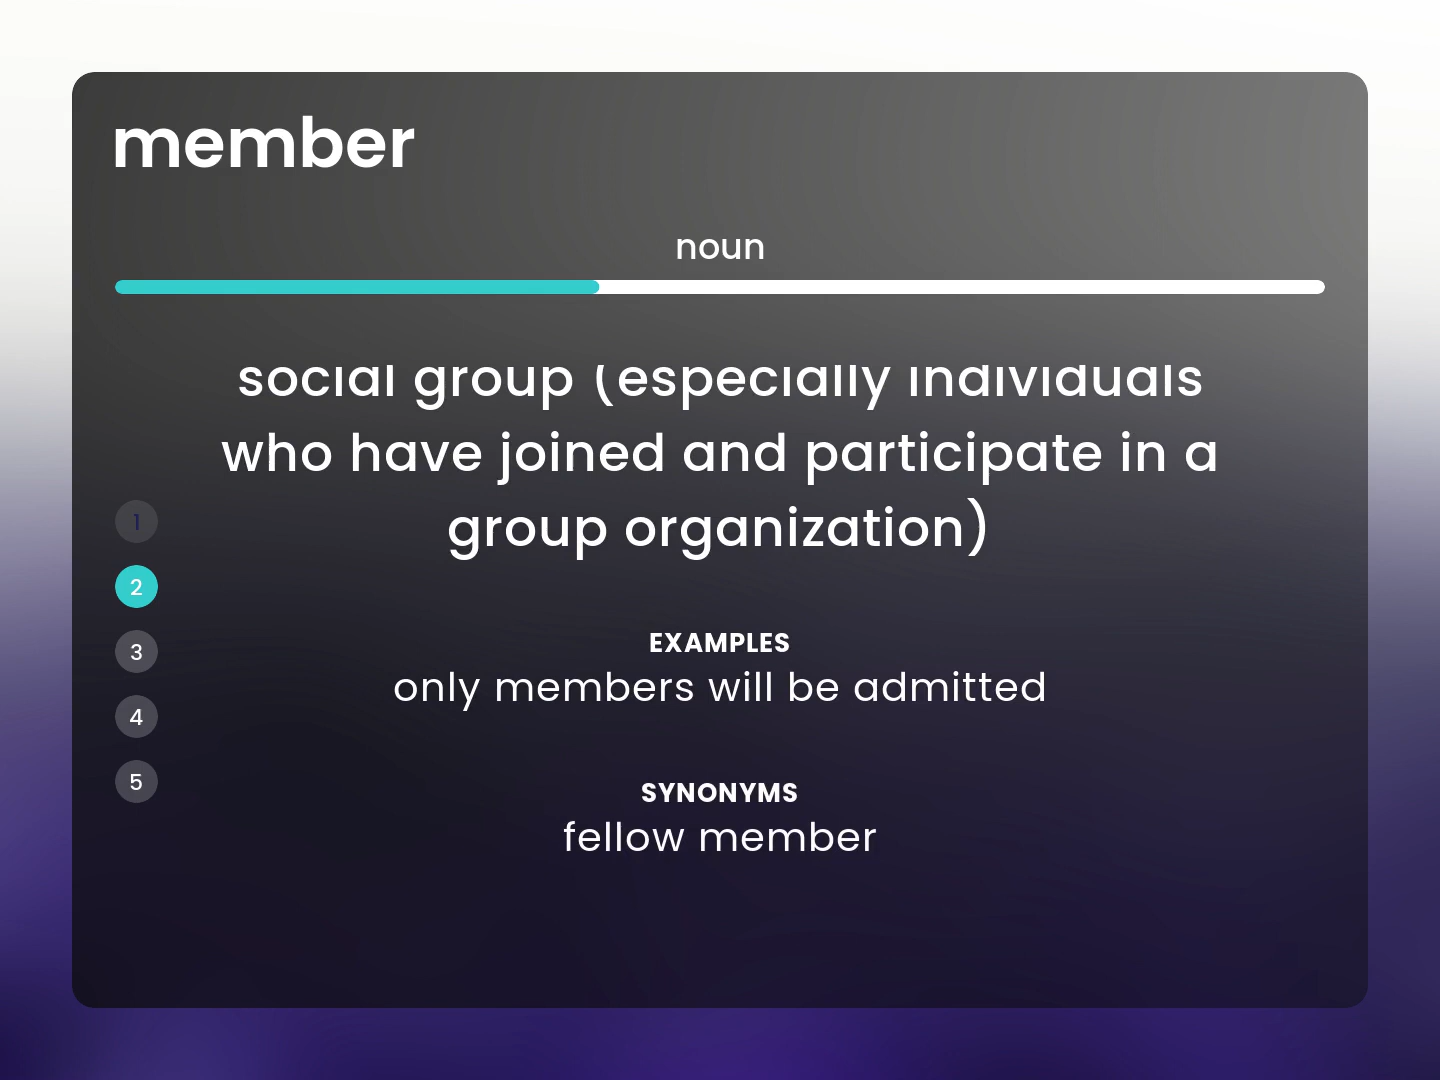 member
noun
social group (especially individuals
who have joined and participate in a
group organization)
1
2
3
4
5
EXAMPLES
only members will be admitted
SYNONYMS
fellow member